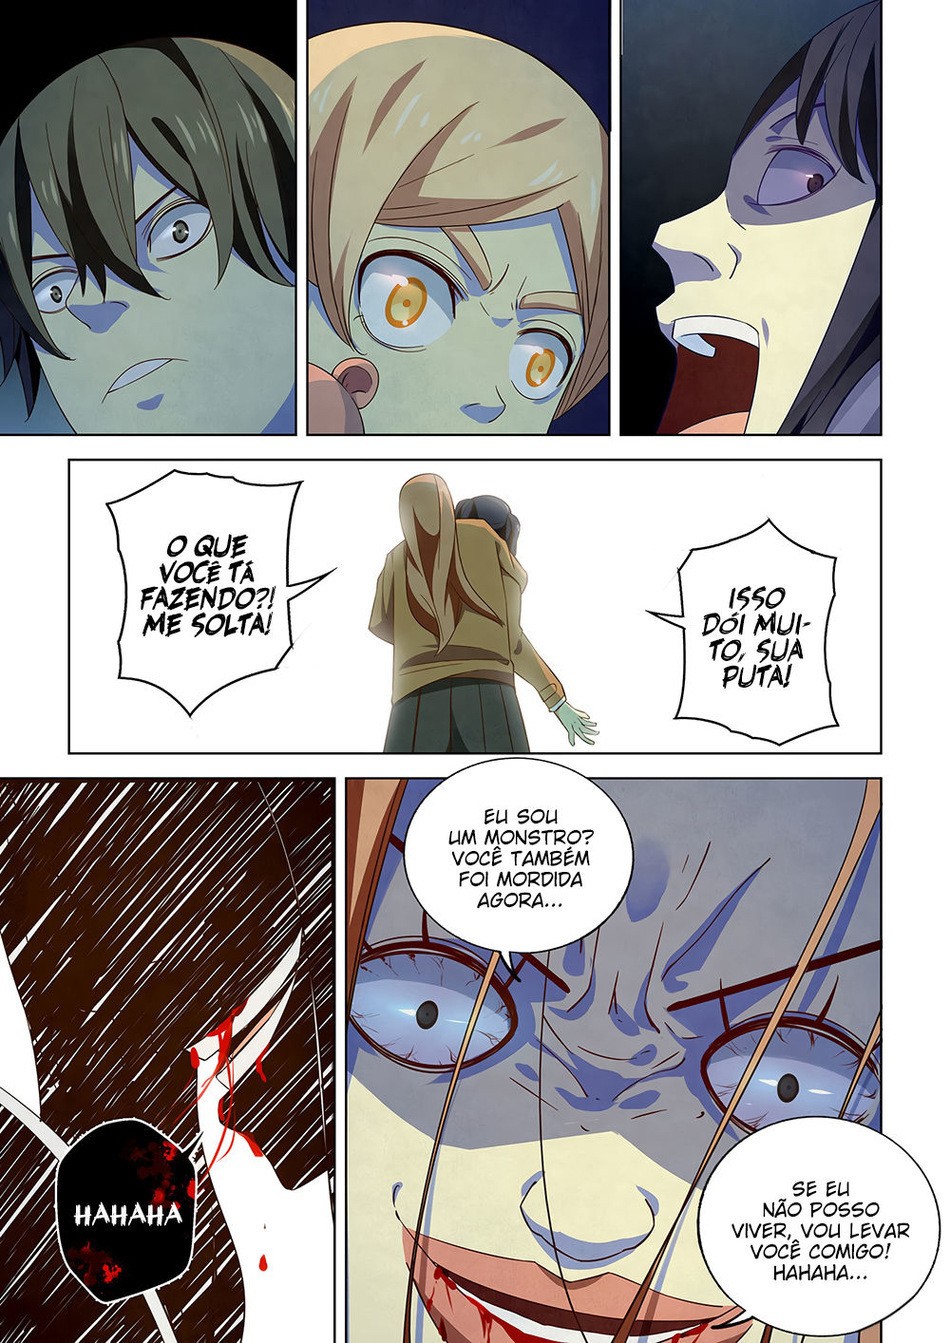 O QUE
VOCÊ TÁ
FAZENDO?!
ME SOLTA!
ISSO
DÓI MUI-
TO, SUA
PUTA!
EU SOU
UM MONSTRO?
VOCÊ TAMBÉM
FOI MORDIDA
AGORA...
HAHAHA
SE EU
NÃO POSSO
VIVER, VOU LEVAR
VOCÊ COMIGO!
HAHAHA...